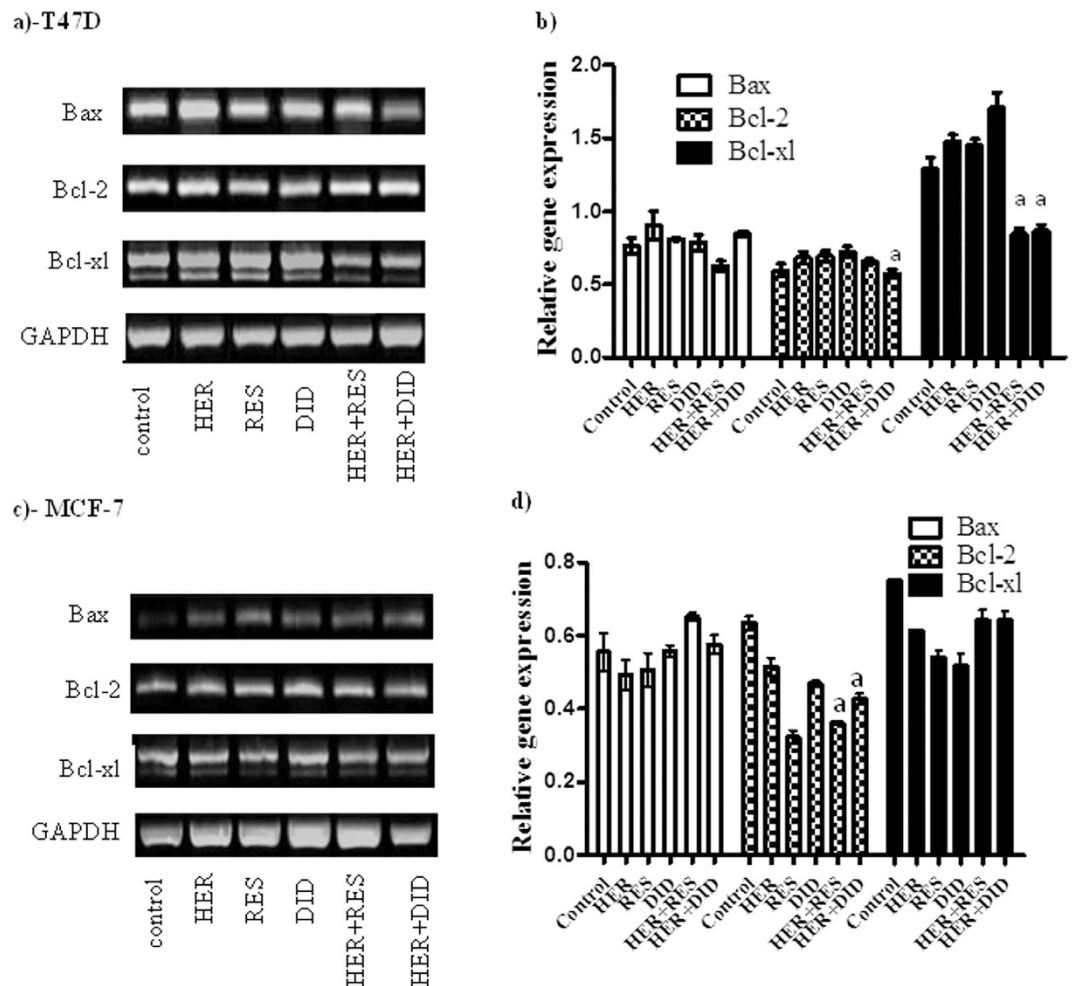 a)-T47D
Bax
Bcl-2
Bcl-xl
GAPDH
control
HER
RES
DID
HER+RES
HER+DID
b)
Relative gene expression
2.0
1.5
1.0
0.5
0.0
Bax
Bcl-2
Bcl-xl
a
a a
Control
HER
RES
DID
HER+RES
HER+DID
Control
HER
RES
DID
HER+RES
HER+DID
Control
HER
RES
DID
HER+RES
HER+DID
c)- MCF-7
Bax
Bcl-2
Bcl-xl
GAPDH
control
HER
RES
DID
HER+RES
HER+DID
d)
Relative gene expression
0.8
0.6
0.4
0.2
0.0
Bax
Bcl-2
Bcl-xl
a
a
Control
HER
RES
DID
HER+RES
HER+DID
Control
HER
RES
DID
HER+RES
HER+DID
Control
HER
RES
DID
HER+RES
HER+DID